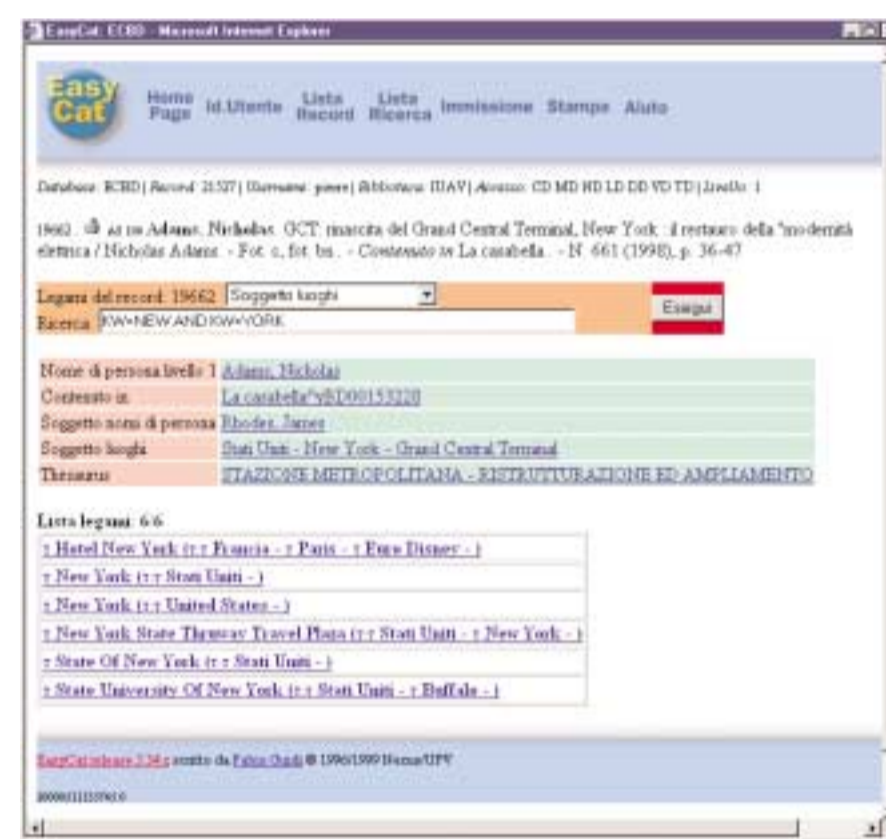 EasyCat: ECBD - Microsoft Internet Explorer
Easy Cat
Home Page Id.Utente Lista Record Lista Ricerca Immissione Stampe Aiuto
Database: ECBD | Record: 21527 | Username: | Biblioteca: IUAV | Accesso: CD MD ND LD DD VD TD | Livello: 1
19662. Adams, Nicholas. GCT: rinascita del Grand Central Terminal, New York : il restauro della "modernità
elettrica / Nicholas Adams. - Fot. c., fot. bn.. - Contenuto in La casabella.. - N. 661 (1998), p. 36-47
Legami del record: 19662 Soggetto luoghi
Ricerca: KW=NEW AND KW=YORK
Esegui
Nome di persona livello 1 Adams, Nicholas
Contenuto in La casabella^vBD00153220
Soggetto nomi di persona Rhodes, James
Soggetto luoghi Stati Uniti - New York - Grand Central Terminal
Thesaurus STAZIONE METROPOLITANA - RISTRUTTURAZIONE ED AMPLIAMENTO
Lista legami: 6/6
Hotel New York ( Francia - Paris - Euro Disney - )
New York ( Stati Uniti - )
New York ( United States - )
New York State Thruway Travel Plaza ( Stati Uniti - New York - )
State Of New York ( Stati Uniti - )
State University Of New York ( Stati Uniti - Buffalo - )
EasyCat release scritto da Fabio Guidi © 1996/1999 Nexus/UPV